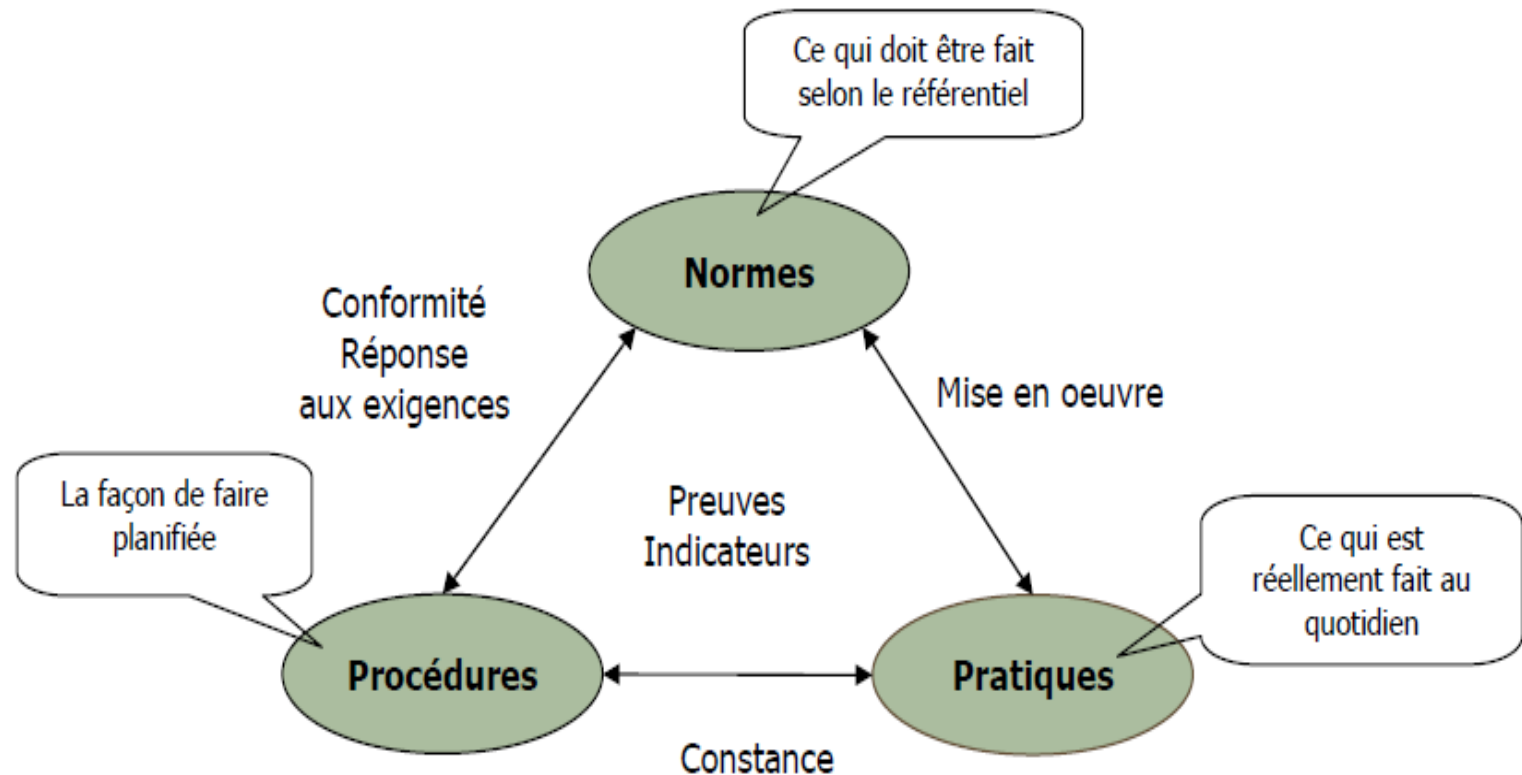 Ce qui doit être fait
selon le référentiel
Normes
Conformité
Réponse
aux exigences
Mise en oeuvre
La façon de faire
planifiée
Preuves
Indicateurs
Ce qui est
réellement fait au
quotidien
Procédures
Pratiques
Constance